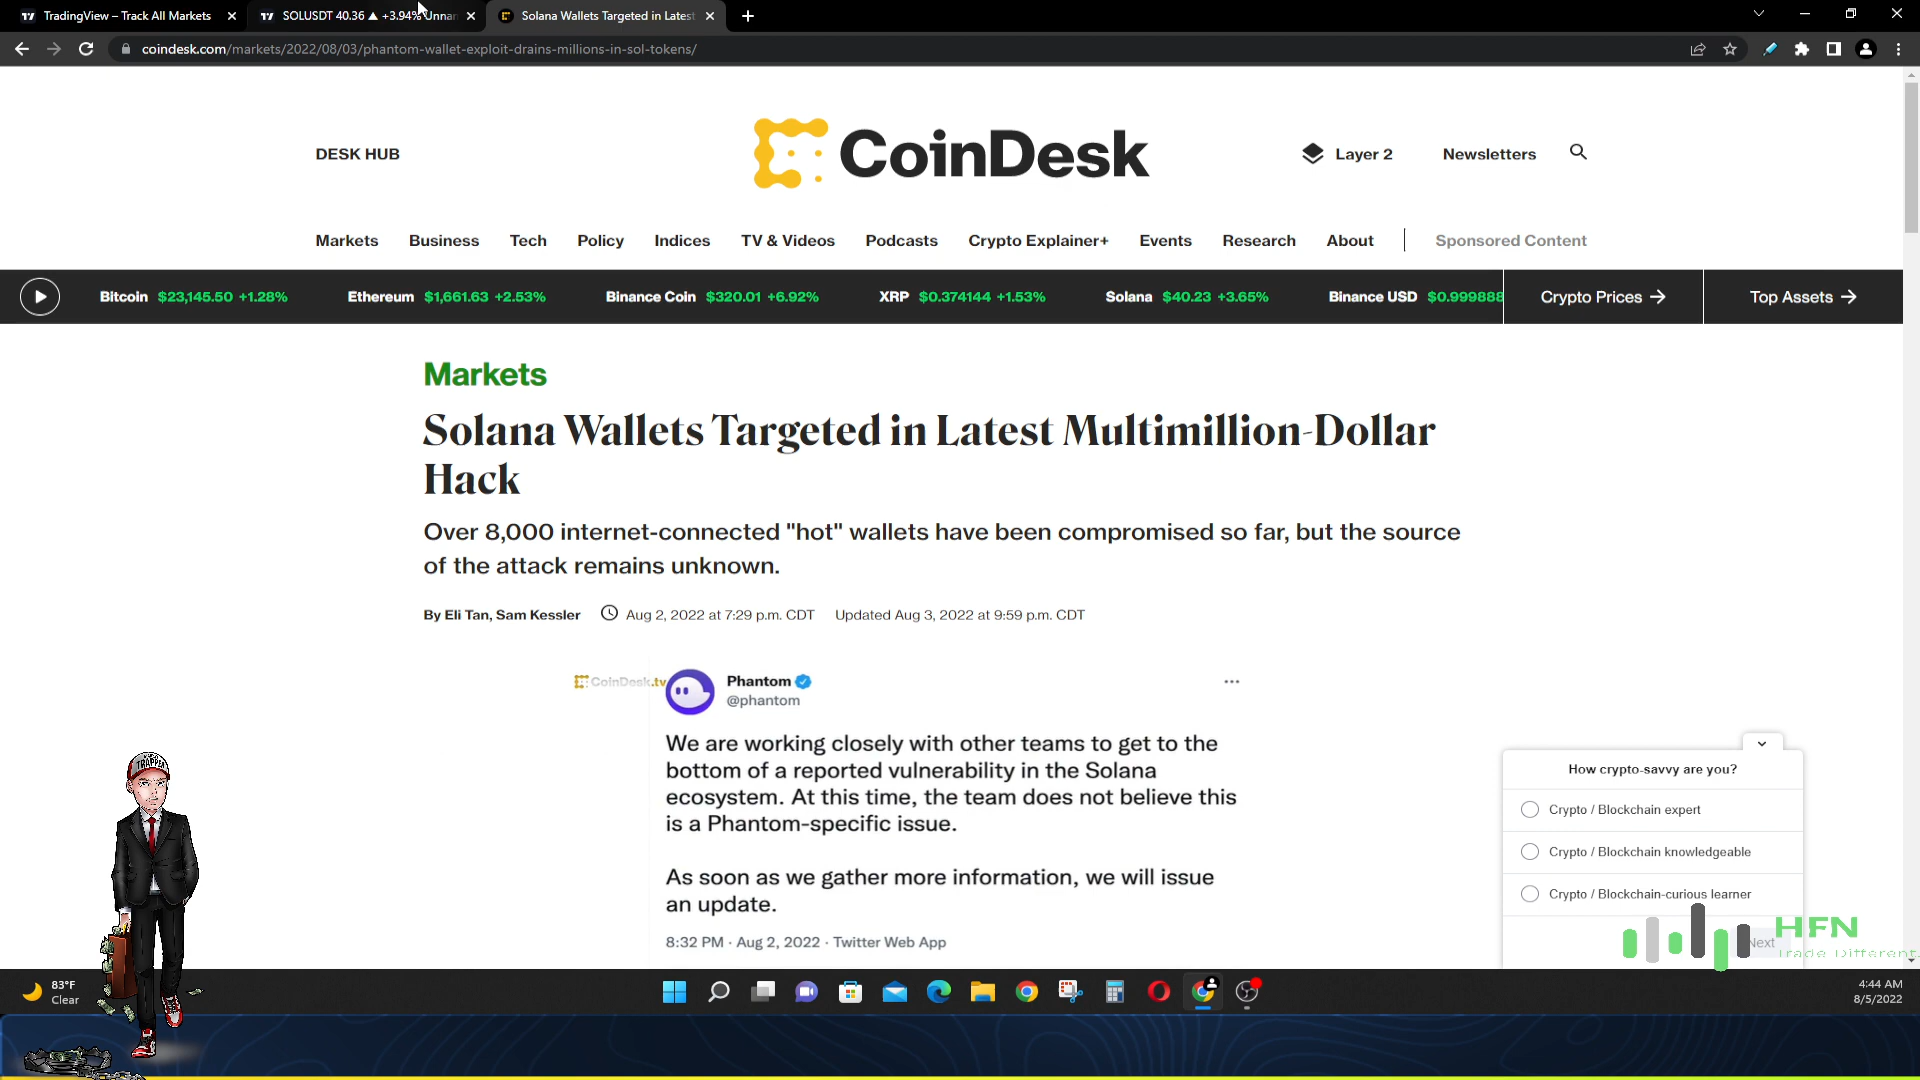 TradingView – Track All Markets
SOLUSDT 40.36 ▲ +3.94% Unnar
Solana Wallets Targeted in Latest
coindesk.com/markets/2022/08/03/phantom-wallet-exploit-drains-millions-in-sol-tokens/
DESK HUB
CoinDesk
Layer 2
Newsletters
Markets Business Tech Policy Indices TV & Videos Podcasts Crypto Explainer+ Events Research About | Sponsored Content
Bitcoin $23,145.50 +1.28% Ethereum $1,661.63 +2.53% Binance Coin $320.01 +6.92% XRP $0.374144 +1.53% Solana $40.23 +3.65% Binance USD $0.999888 Crypto Prices → Top Assets →
Markets
Solana Wallets Targeted in Latest Multimillion-Dollar
Hack
Over 8,000 internet-connected "hot" wallets have been compromised so far, but the source
of the attack remains unknown.
By Eli Tan, Sam Kessler Aug 2, 2022 at 7:29 p.m. CDT Updated Aug 3, 2022 at 9:59 p.m. CDT
CoinDesk.tv
Phantom
@phantom
We are working closely with other teams to get to the
bottom of a reported vulnerability in the Solana
ecosystem. At this time, the team does not believe this
is a Phantom-specific issue.
As soon as we gather more information, we will issue
an update.
8:32 PM · Aug 2, 2022 · Twitter Web App
How crypto-savvy are you?
Crypto / Blockchain expert
Crypto / Blockchain knowledgeable
Crypto / Blockchain-curious learner
Next
HFN
Trade Different
TRAPPER
83°F
Clear
4:44 AM
8/5/2022